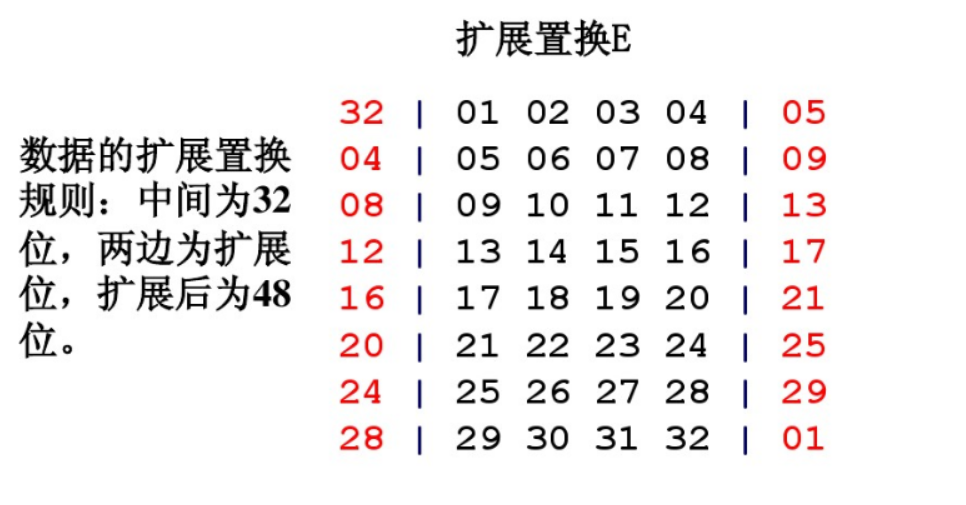 扩展置换E
数据的扩展置换
规则：中间为32
位，两边为扩展
位，扩展后为48
位。
32 | 01 02 03 04 | 05
04 | 05 06 07 08 | 09
08 | 09 10 11 12 | 13
12 | 13 14 15 16 | 17
16 | 17 18 19 20 | 21
20 | 21 22 23 24 | 25
24 | 25 26 27 28 | 29
28 | 29 30 31 32 | 01